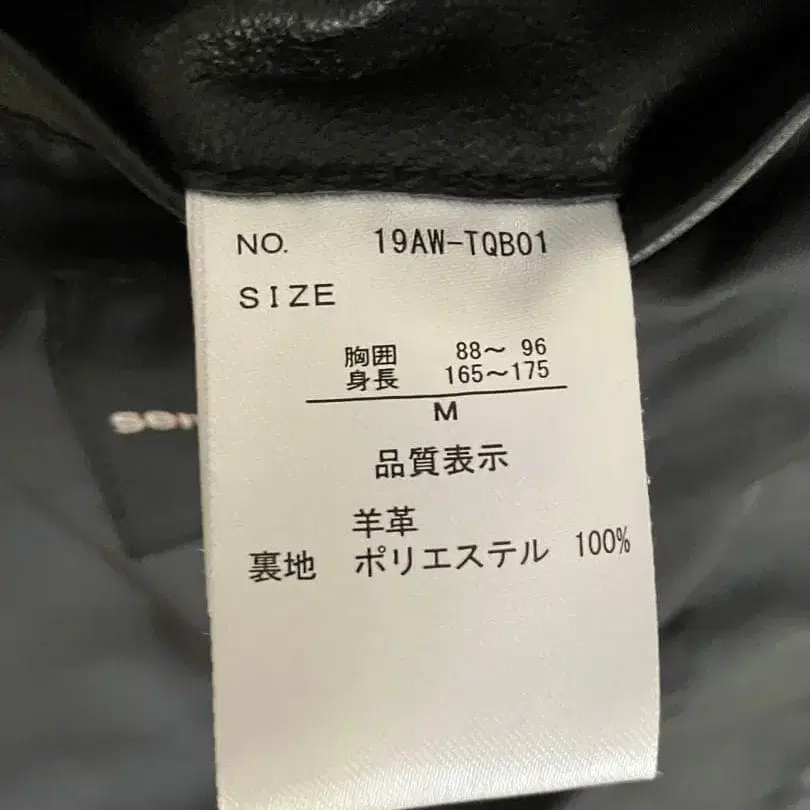 NO. 19AW-TQB01
SIZE
胸囲 88～ 96
身長 165～175
M
品質表示
羊革
裏地 ポリエステル 100%